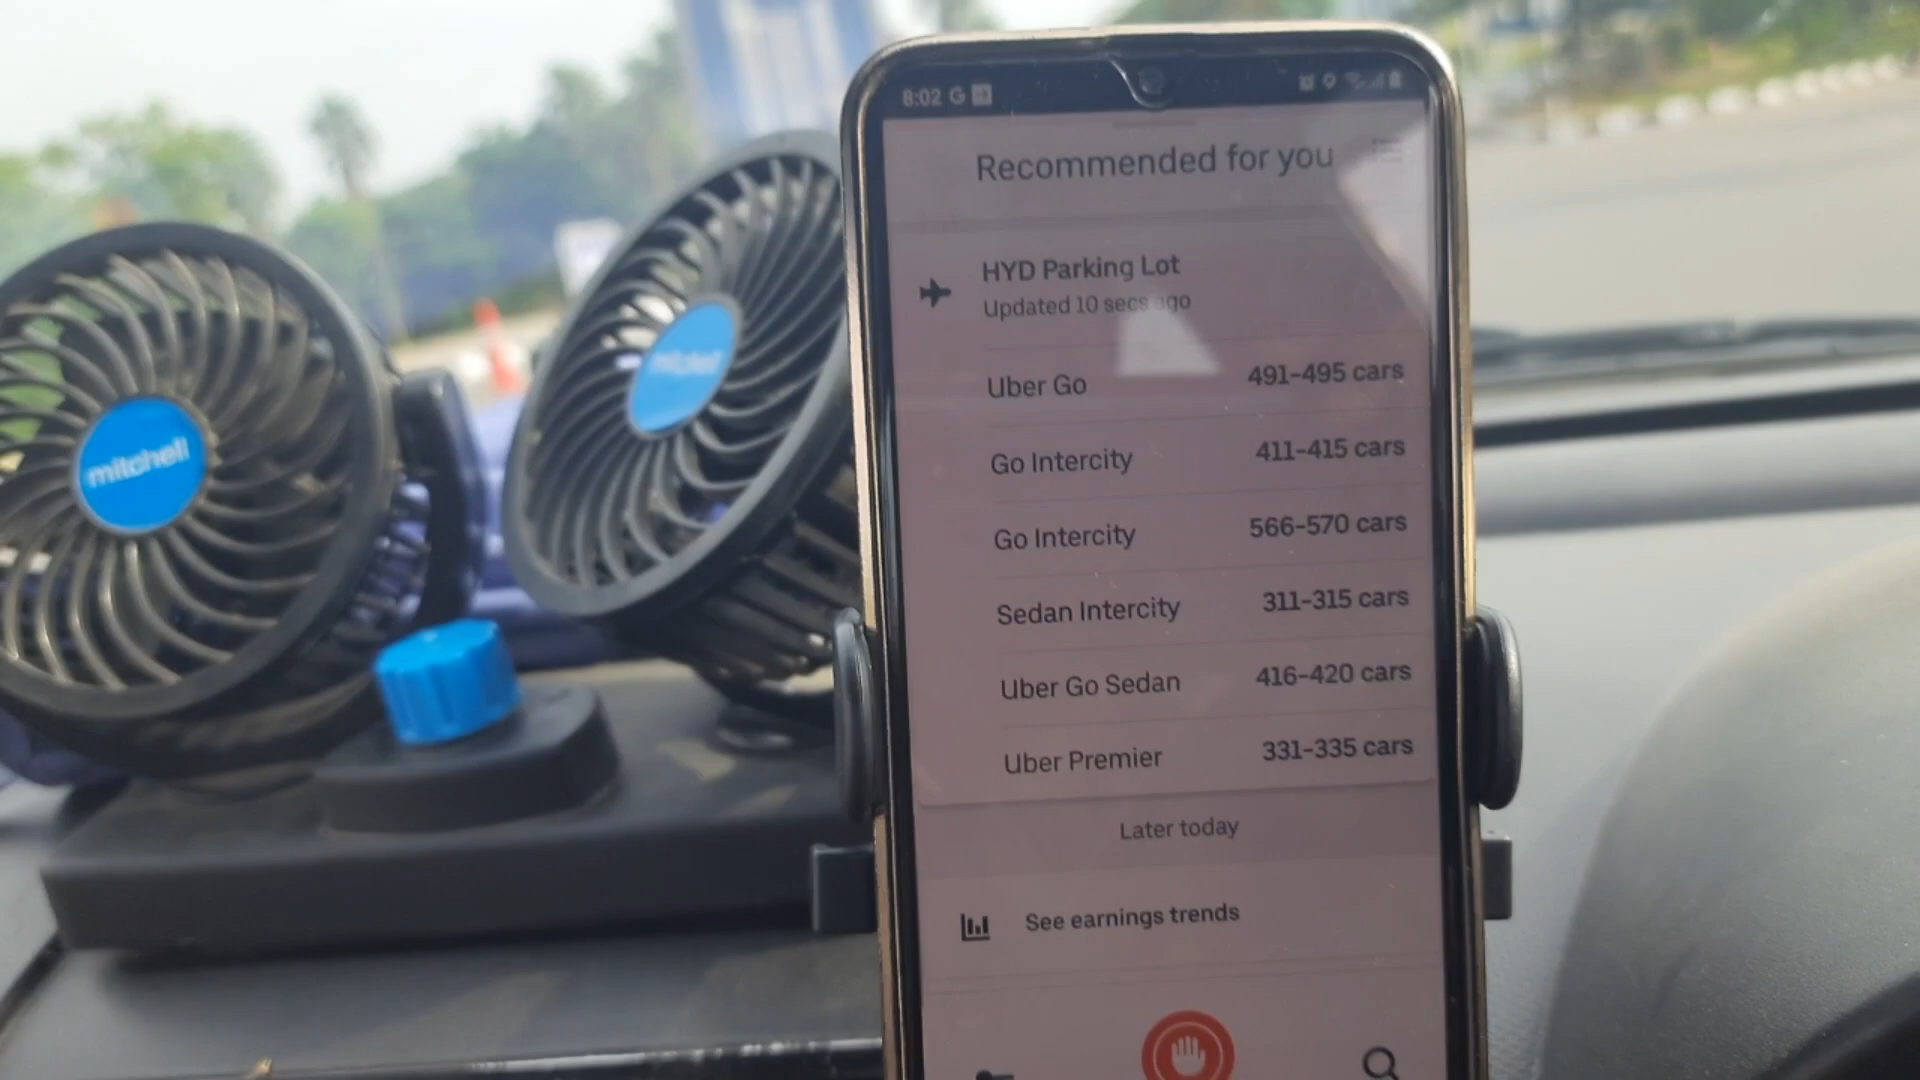 8:02 G
Recommended for you
HYD Parking Lot
Updated 10 secs ago
Uber Go 491-495 cars
Go Intercity 411-415 cars
Go Intercity 566-570 cars
Sedan Intercity 311-315 cars
Uber Go Sedan 416-420 cars
Uber Premier 331-335 cars
Later today
See earnings trends
mitchell
mitchell